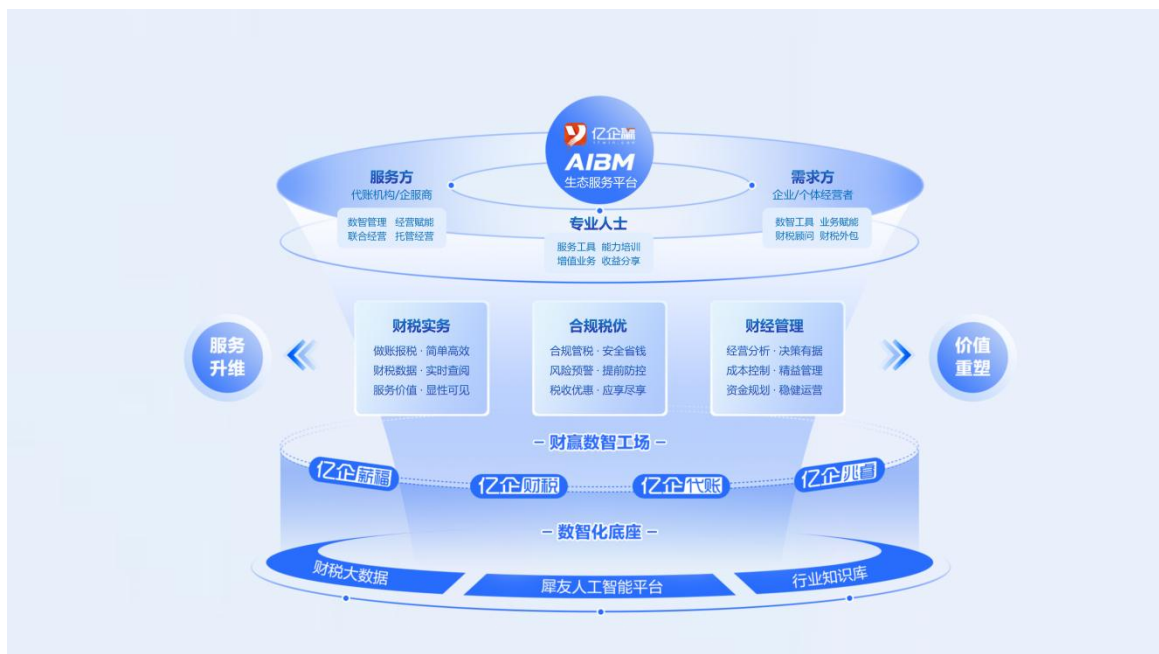 亿企赢
AIBM
生态服务平台
服务方
代账机构/企服商
数智管理 经营赋能
联合经营 托管经营
专业人士
服务工具 能力培训
增值业务 收益分享
需求方
企业/个体经营者
数智工具 业务赋能
财税顾问 财税外包
服务
升维
财税实务
做账报税·简单高效
财税数据·实时查阅
服务价值·显性可见
合规税优
合规管税·安全省钱
风险预警·提前防控
税收优惠·应享尽享
财经管理
经营分析·决策有据
成本控制·精益管理
资金规划·稳健运营
价值
重塑
财赢数智工场
亿企薪福
亿企财税
亿企代账
亿企兆自
数智化底座
财税大数据
犀友人工智能平台
行业知识库